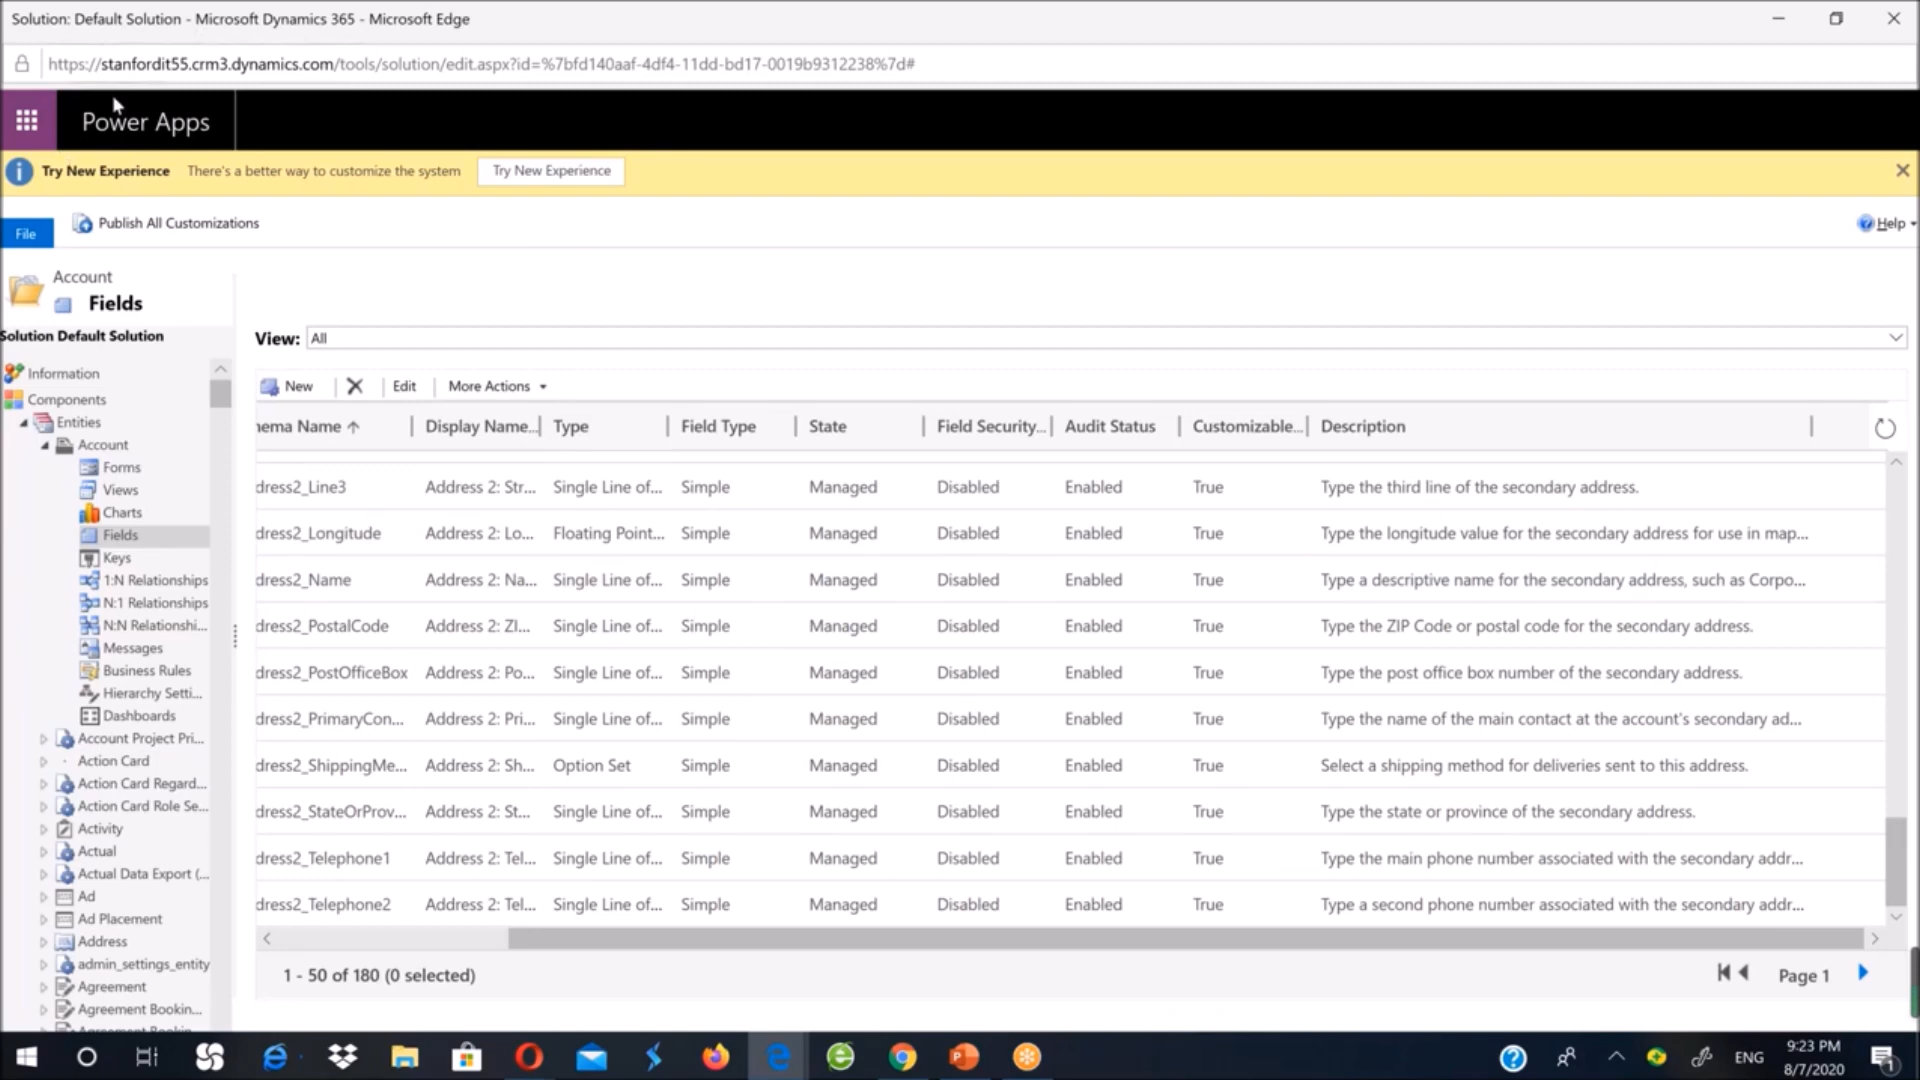 Solution: Default Solution - Microsoft Dynamics 365 - Microsoft Edge
https://stanfordit55.crm3.dynamics.com/tools/solution/edit.aspx?id=%7bfd140aaf-4df4-11dd-bd17-0019b9312238%7d#
Power Apps
Try New Experience There's a better way to customize the system Try New Experience
File Publish All Customizations Help
Account
Fields
Solution Default Solution
Information
Components
Entities
Account
Forms
Views
Charts
Fields
Keys
1:N Relationships
N:1 Relationships
N:N Relationshi...
Messages
Business Rules
Hierarchy Setti...
Dashboards
Account Project Pri...
Action Card
Action Card Regard...
Action Card Role Se...
Activity
Actual
Actual Data Export (...
Ad
Ad Placement
Address
admin_settings_entity
Agreement
Agreement Bookin...
View: All
New Edit More Actions
hema Name Display Name... Type Field Type State Field Security... Audit Status Customizable... Description
dress2_Line3 Address 2: Str... Single Line of... Simple Managed Disabled Enabled True Type the third line of the secondary address.
dress2_Longitude Address 2: Lo... Floating Point... Simple Managed Disabled Enabled True Type the longitude value for the secondary address for use in map...
dress2_Name Address 2: Na... Single Line of... Simple Managed Disabled Enabled True Type a descriptive name for the secondary address, such as Corpo...
dress2_PostalCode Address 2: ZI... Single Line of... Simple Managed Disabled Enabled True Type the ZIP Code or postal code for the secondary address.
dress2_PostOfficeBox Address 2: Po... Single Line of... Simple Managed Disabled Enabled True Type the post office box number of the secondary address.
dress2_PrimaryCon... Address 2: Pri... Single Line of... Simple Managed Disabled Enabled True Type the name of the main contact at the account's secondary ad...
dress2_ShippingMe... Address 2: Sh... Option Set Simple Managed Disabled Enabled True Select a shipping method for deliveries sent to this address.
dress2_StateOrProv... Address 2: St... Single Line of... Simple Managed Disabled Enabled True Type the state or province of the secondary address.
dress2_Telephone1 Address 2: Tel... Single Line of... Simple Managed Disabled Enabled True Type the main phone number associated with the secondary addr...
dress2_Telephone2 Address 2: Tel... Single Line of... Simple Managed Disabled Enabled True Type a second phone number associated with the secondary addr...
1 - 50 of 180 (0 selected) Page 1
ENG 9:23 PM
8/7/2020